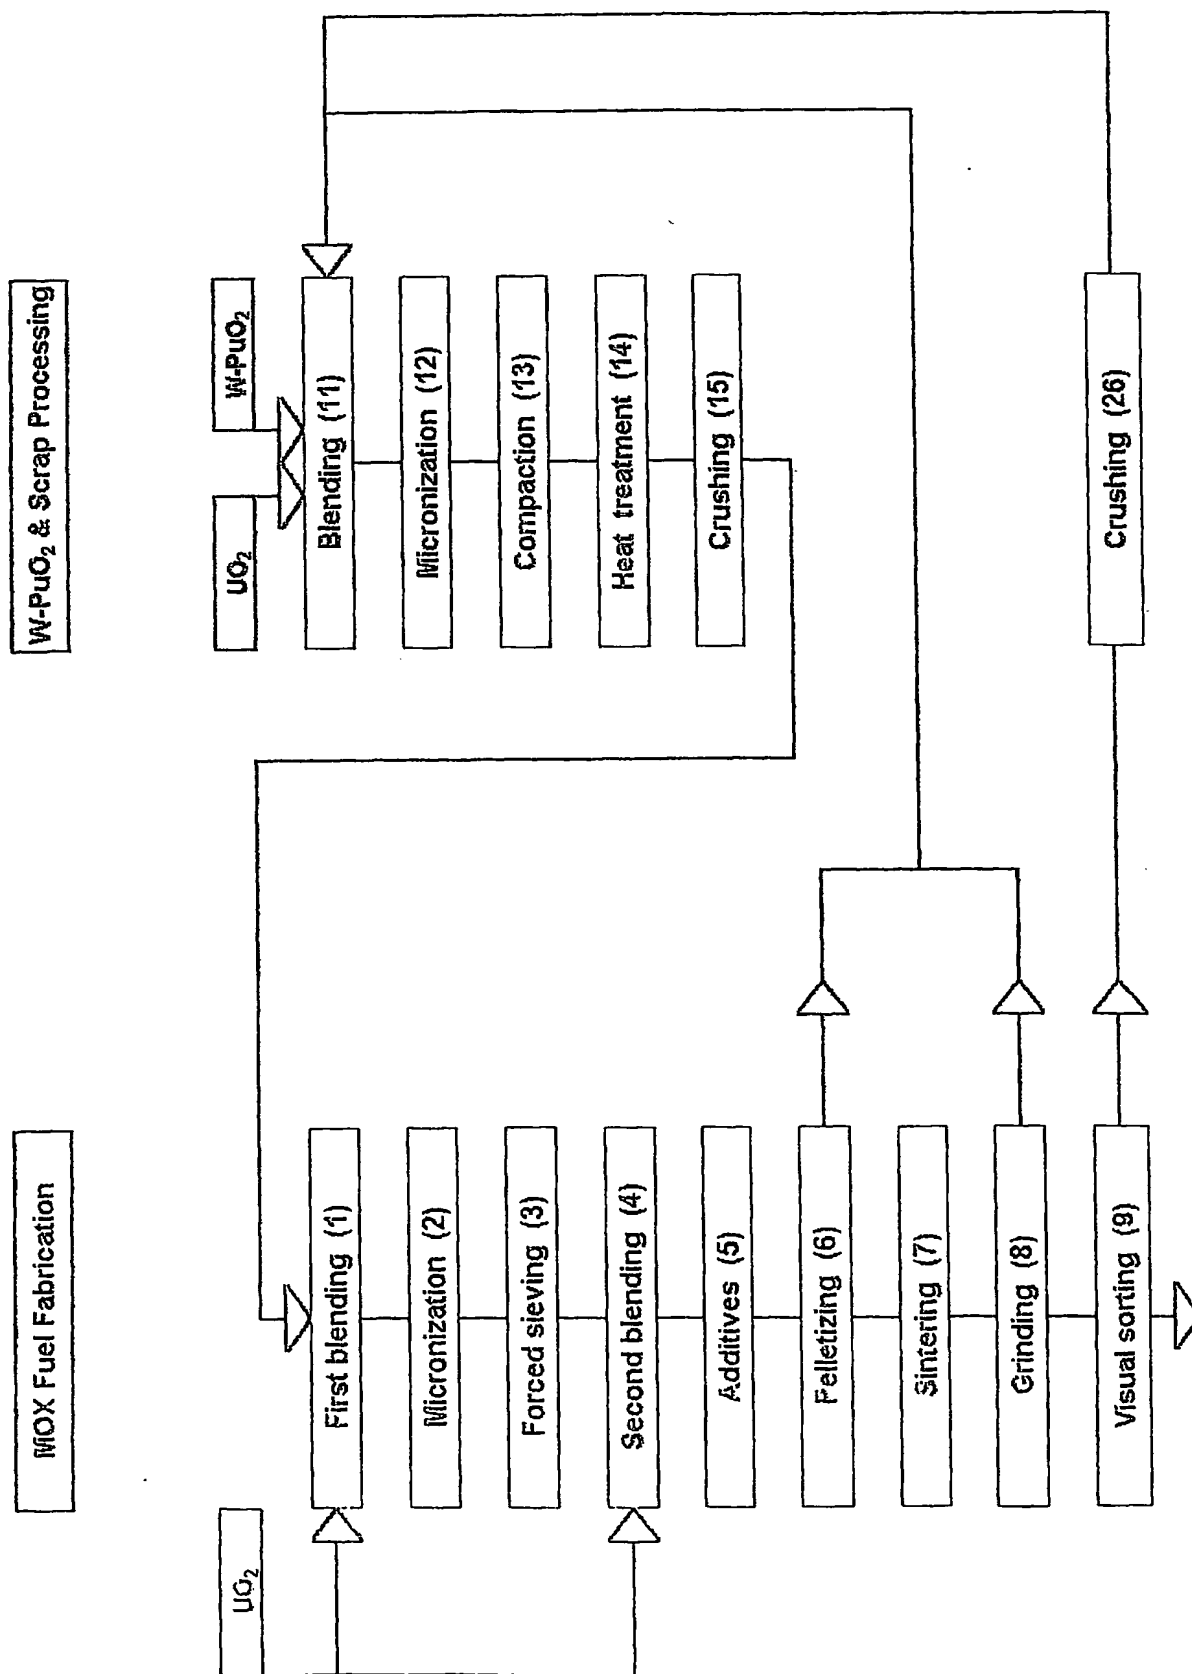 MOX Fuel Fabrication
W-PuO₂ & Scrap Processing
UO₂
First blending (1)
Micronization (2)
Forced sieving (3)
Second blending (4)
Additives (5)
Pelletizing (6)
Sintering (7)
Grinding (8)
Visual sorting (9)
UO₂
W-PuO₂
Blending (11)
Micronization (12)
Compaction (13)
Heat treatment (14)
Crushing (15)
Crushing (26)